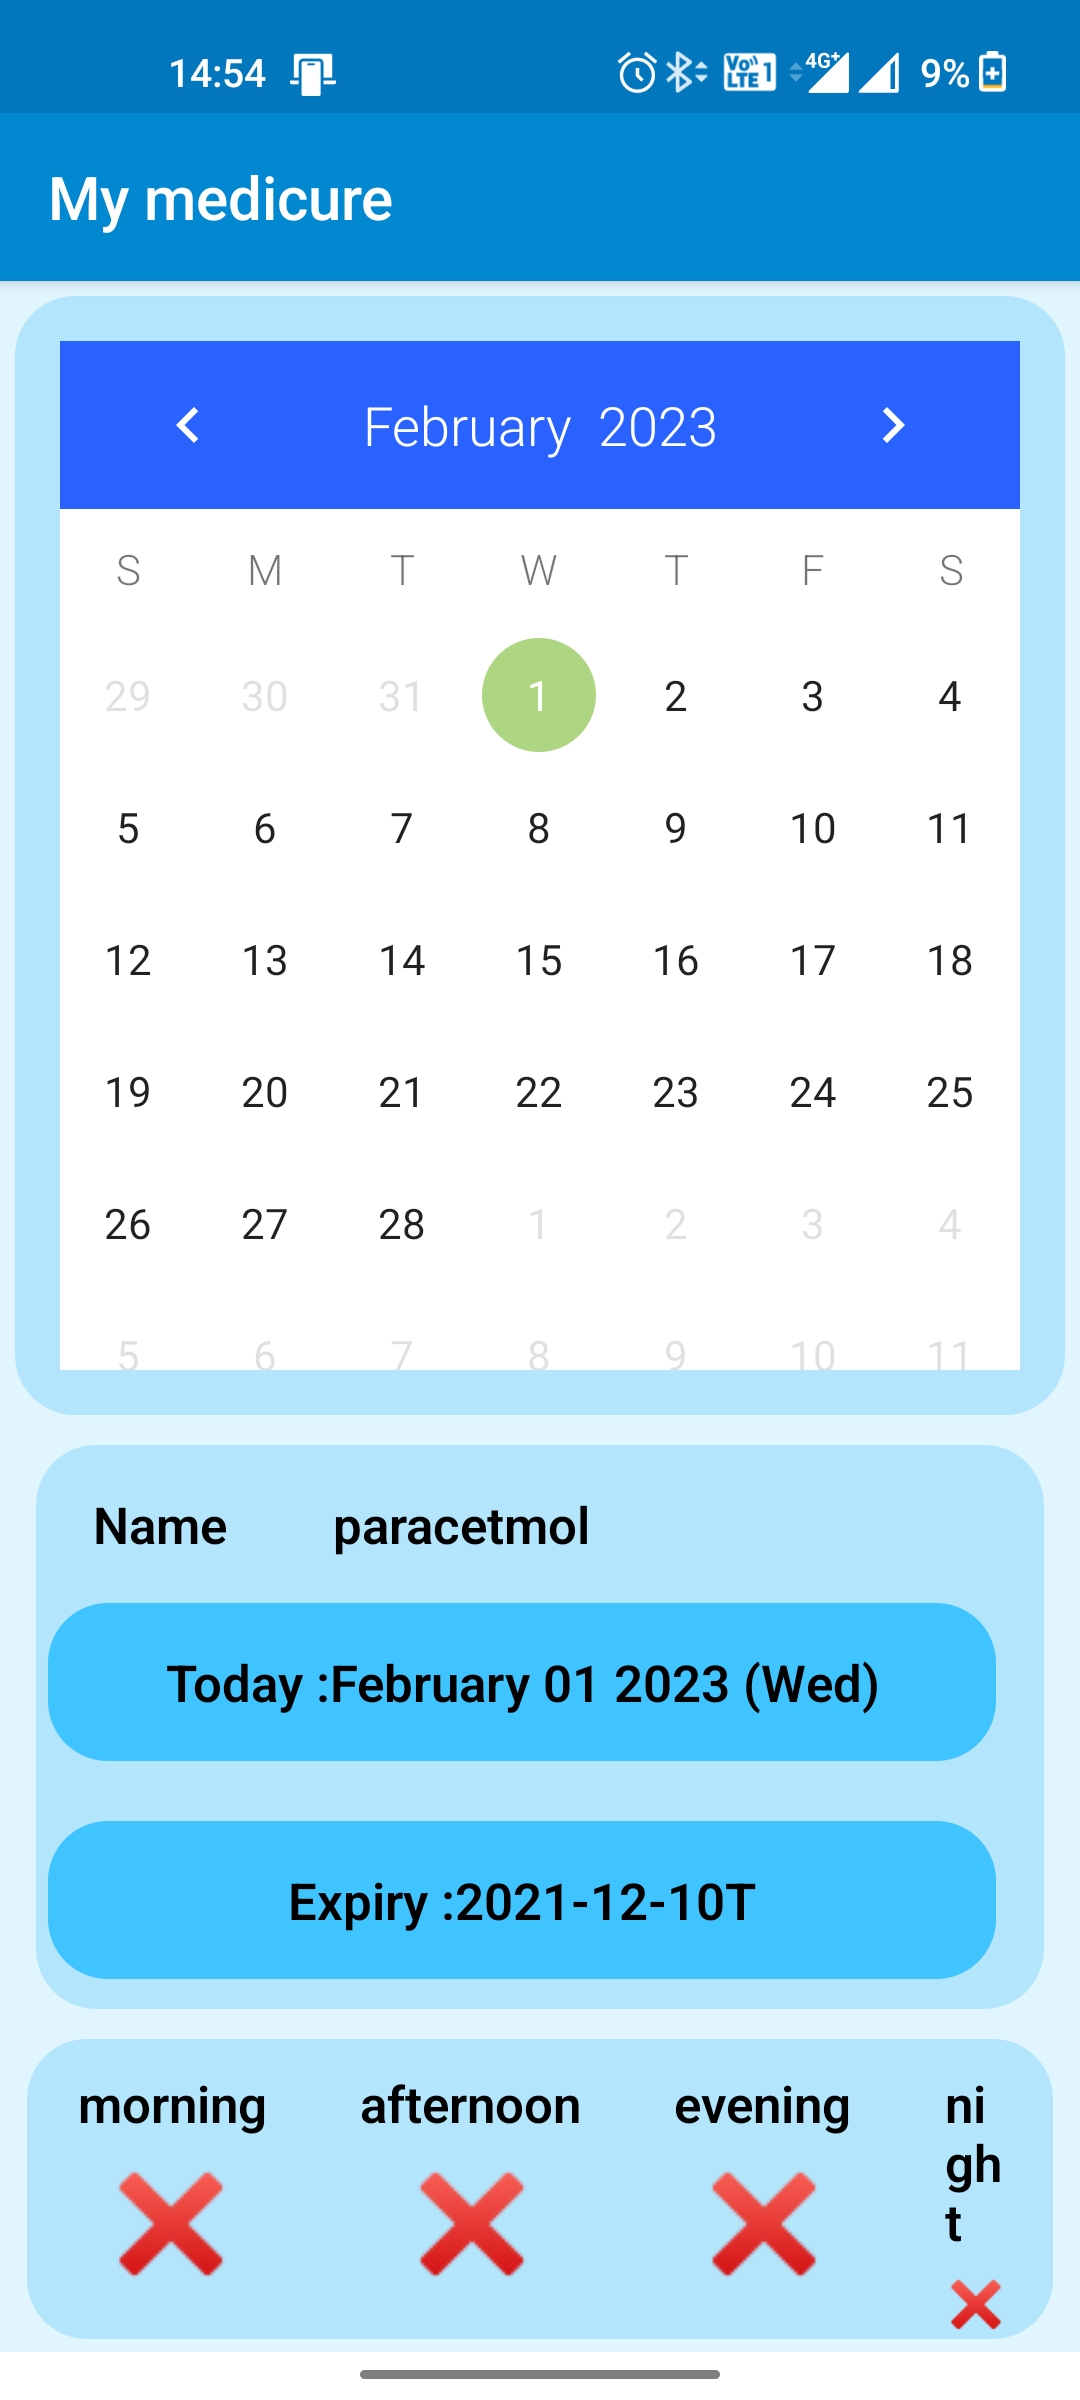 14:54 Vo LTE 1 4G+ 9%
My medicure
February 2023
S M T W T F S
29 30 31 1 2 3 4
5 6 7 8 9 10 11
12 13 14 15 16 17 18
19 20 21 22 23 24 25
26 27 28 1 2 3 4
5 6 7 8 9 10 11
Name paracetmol
Today :February 01 2023 (Wed)
Expiry :2021-12-10T
morning afternoon evening ni
gh
t